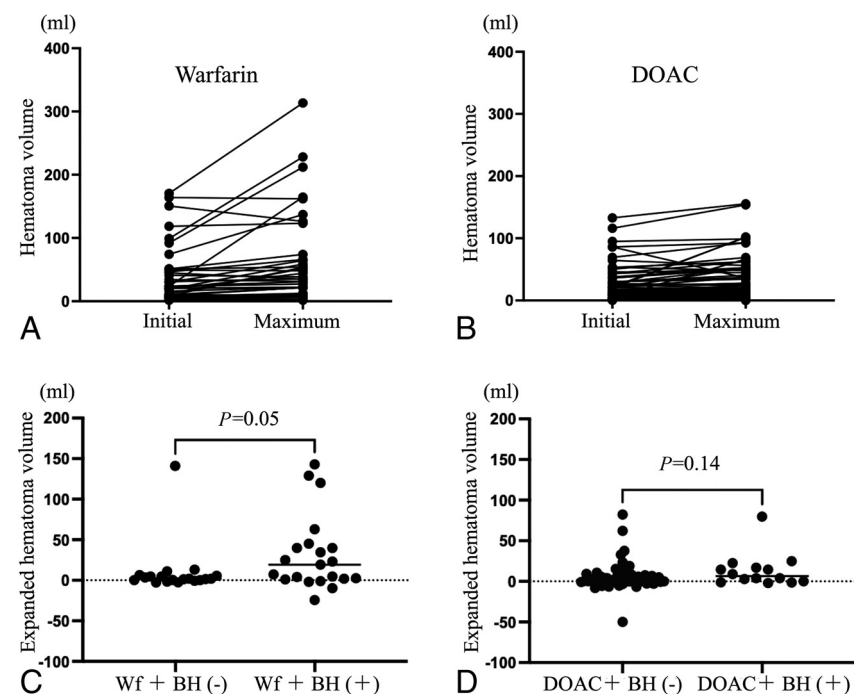 (ml)
400
300
200
100
0
Hematoma volume
Warfarin
Initial
Maximum
A
(ml)
400
300
200
100
0
Hematoma volume
DOAC
Initial
Maximum
B
(ml)
200
150
100
50
0
-50
-100
Expanded hematoma volume
P=0.05
Wf + BH (-)
Wf + BH (+)
C
(ml)
200
150
100
50
0
-50
-100
Expanded hematoma volume
P=0.14
DOAC+ BH (-)
DOAC+ BH (+)
D